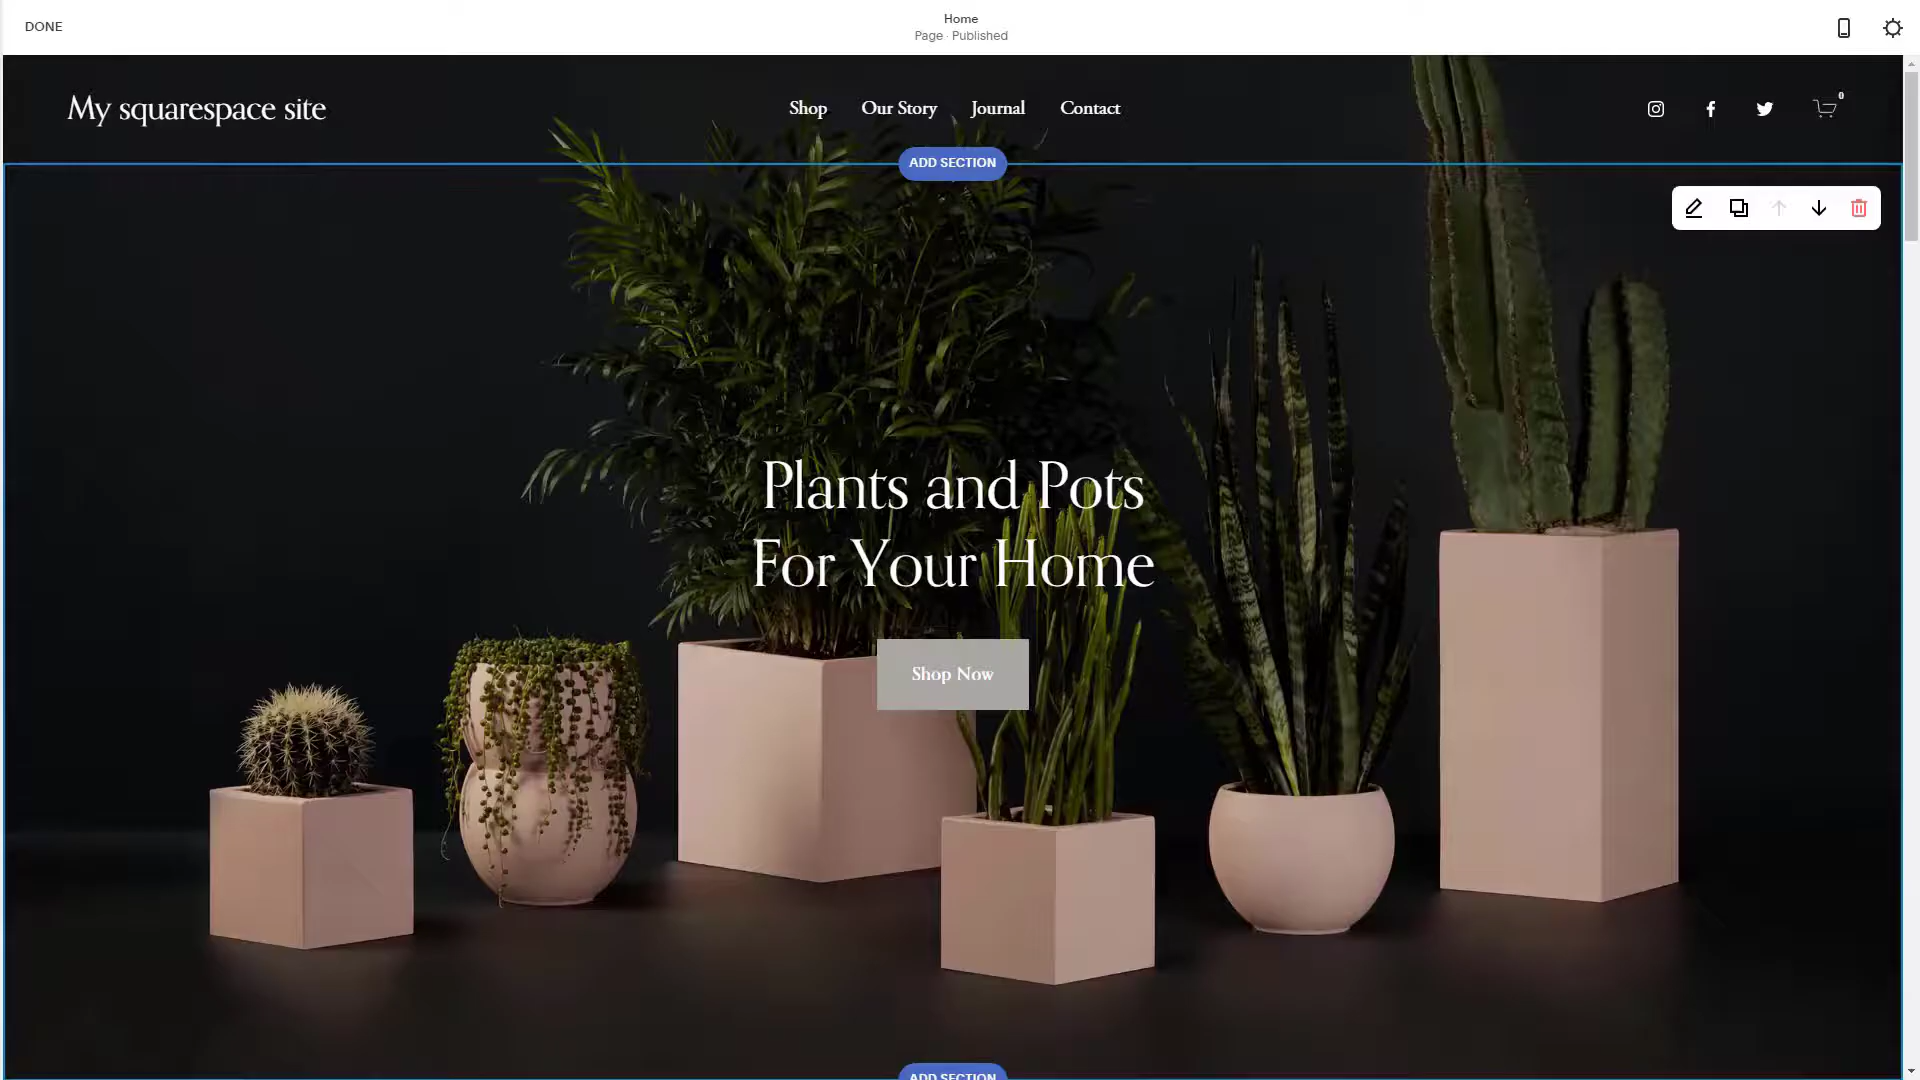 DONE
Home
Page · Published
My squarespace site
Shop Our Story Journal Contact
0
ADD SECTION
Plants and Pots
For Your Home
Shop Now
ADD SECTION